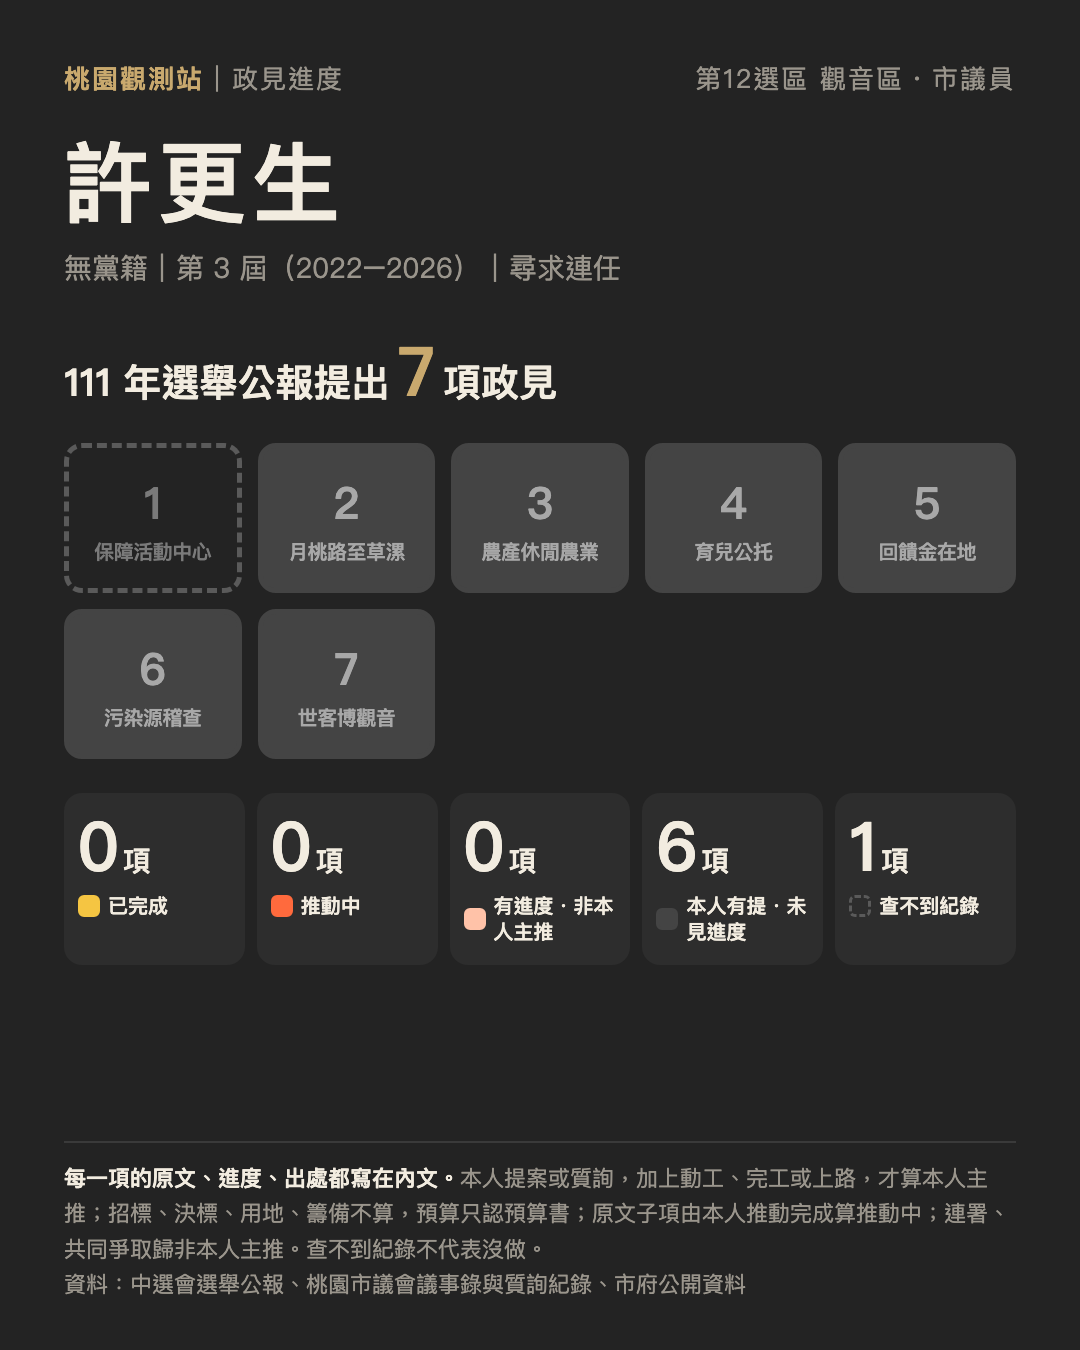 桃園觀測站｜政見進度
第12選區 觀音區・市議員
許更生
無黨籍｜第 3 屆（2022—2026）｜尋求連任
111 年選舉公報提出 7 項政見
1
保障活動中心
2
月桃路至草漯
3
農產休閒農業
4
育兒公托
5
回饋金在地
6
污染源稽查
7
世客博觀音
0項
已完成
0項
推動中
0項
有進度・非本
人主推
6項
本人有提・未
見進度
1項
查不到紀錄
每一項的原文、進度、出處都寫在內文。本人提案或質詢，加上動工、完工或上路，才算本人主
推；招標、決標、用地、籌備不算，預算只認預算書；原文子項由本人推動完成算推動中；連署、
共同爭取歸非本人主推。查不到紀錄不代表沒做。
資料：中選會選舉公報、桃園市議會議事錄與質詢紀錄、市府公開資料